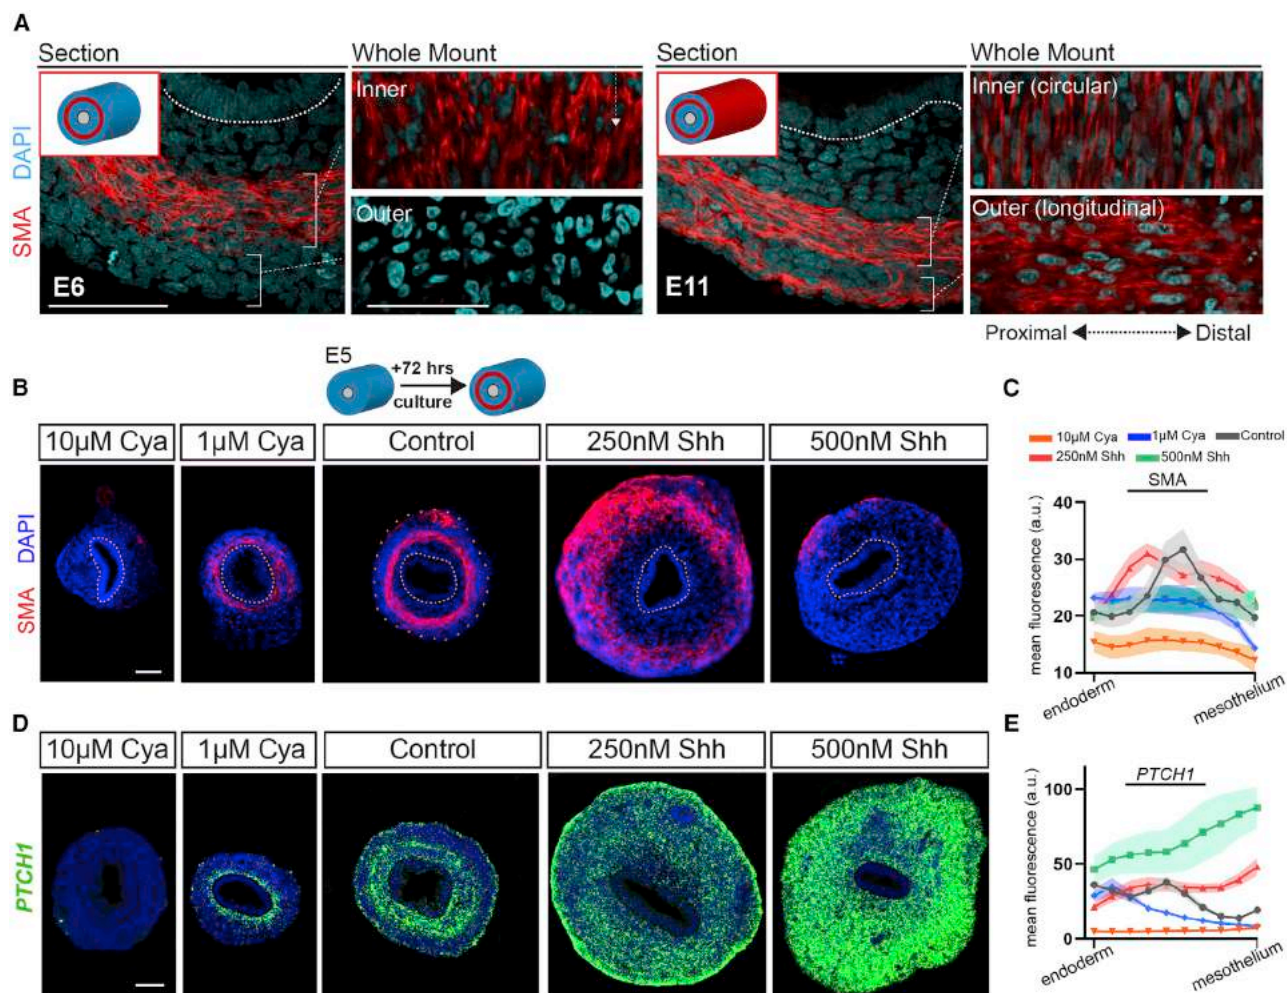 A
Section
Whole Mount
Section
Whole Mount
SMA DAPI
Inner
Outer
E6
Inner (circular)
Outer (longitudinal)
E11
Proximal Distal
E5
+72 hrs
culture
B
10µM Cya
1µM Cya
Control
250nM Shh
500nM Shh
SMA DAPI
C
10µM Cya 1µM Cya Control
250nM Shh 500nM Shh
SMA
mean fluorescence (a.u.)
40
30
20
10
endoderm
mesothelium
D
10µM Cya
1µM Cya
Control
250nM Shh
500nM Shh
PTCH1
E
PTCH1
mean fluorescence (a.u.)
100
50
0
endoderm
mesothelium